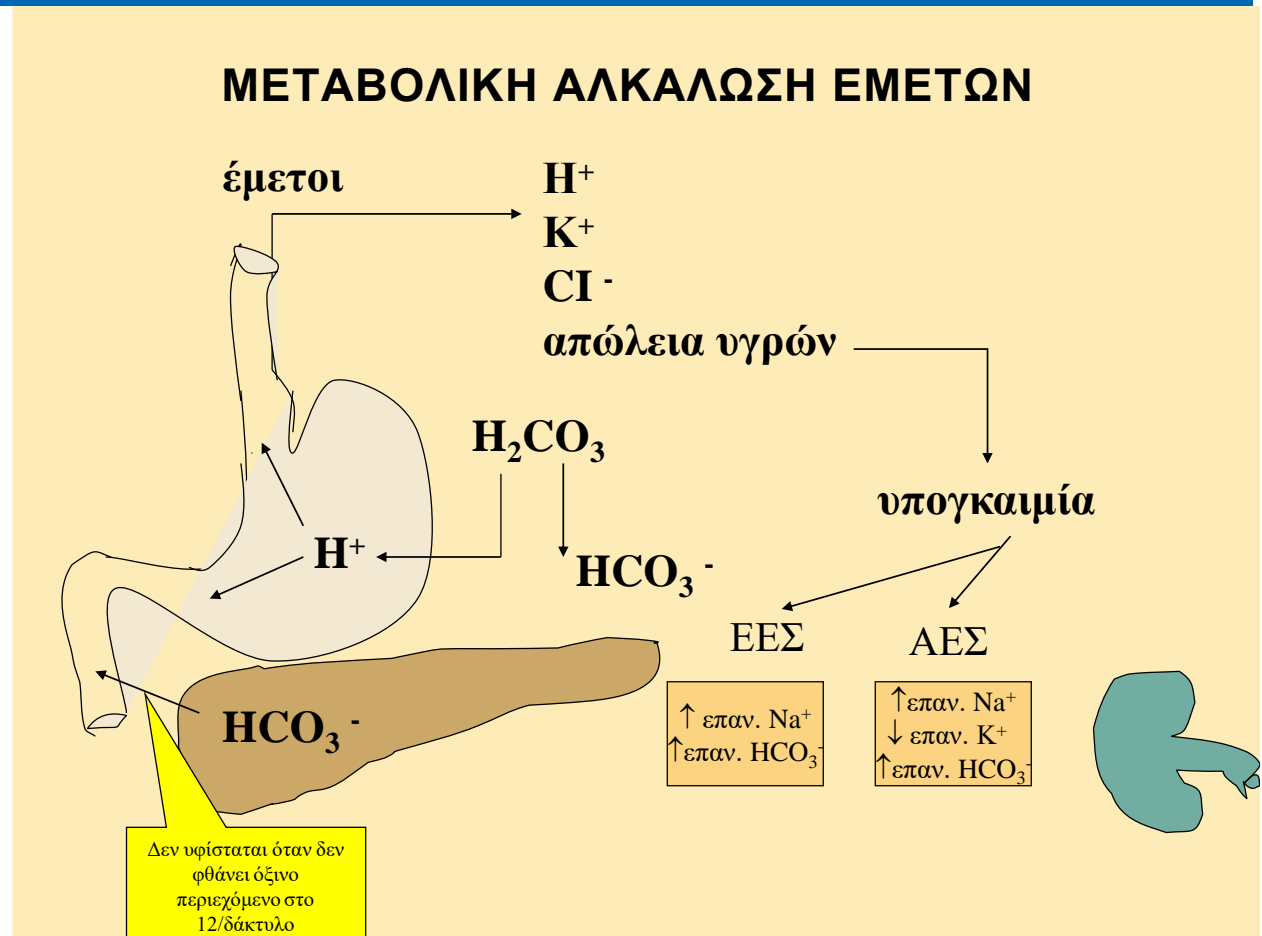 ΜΕΤΑΒΟΛΙΚΗ ΑΛΚΑΛΩΣΗ ΕΜΕΤΩΝ
έμετοι
H⁺
K⁺
CI ⁻
απώλεια υγρών
H₂CO₃
υπογκαιμία
H⁺
HCO₃ ⁻
ΕΕΣ
ΑΕΣ
↑ επαν. Na⁺
↑επαν. HCO₃⁻
↑επαν. Na⁺
↓ επαν. K⁺
↑επαν. HCO₃⁻
HCO₃ ⁻
Δεν υφίσταται όταν δεν
φθάνει όξινο
περιεχόμενο στο
12/δάκτυλο